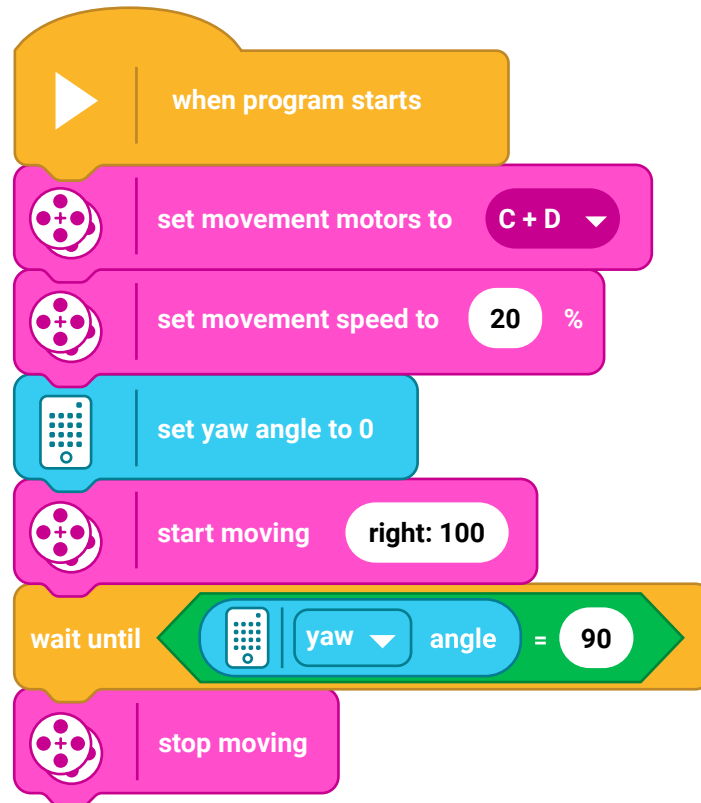 when program starts
set movement motors to C + D
set movement speed to 20 %
set yaw angle to 0
start moving right: 100
wait until yaw angle = 90
stop moving